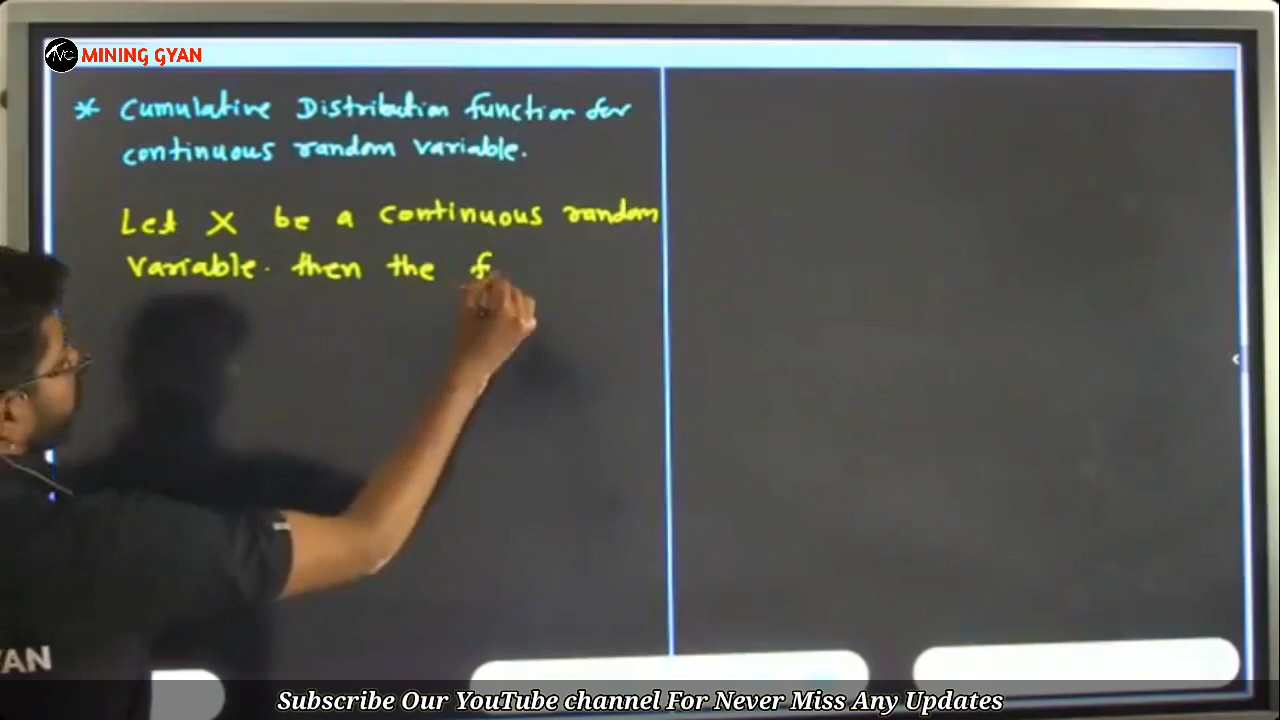 MINING GYAN
* Cumulative Distribution function for
continuous random variable.
Let X be a continuous random
variable. then the f
YAN
Subscribe Our YouTube channel For Never Miss Any Updates